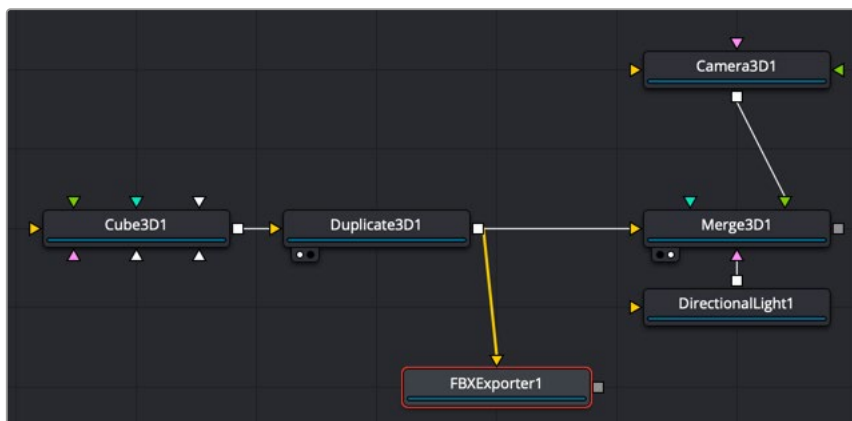 Camera3D1
Cube3D1
Duplicate3D1
Merge3D1
DirectionalLight1
FBXExporter1